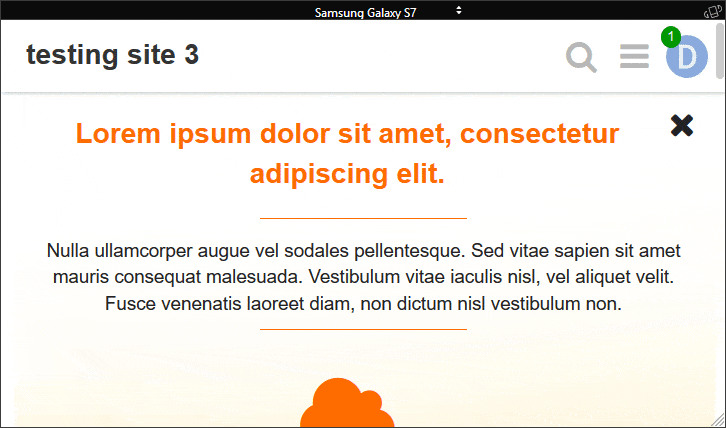 Samsung Galaxy S7
testing site 3
1
D
Lorem ipsum dolor sit amet, consectetur
adipiscing elit.
Nulla ullamcorper augue vel sodales pellentesque. Sed vitae sapien sit amet
mauris consequat malesuada. Vestibulum vitae iaculis nisl, vel aliquet velit.
Fusce venenatis laoreet diam, non dictum nisl vestibulum non.